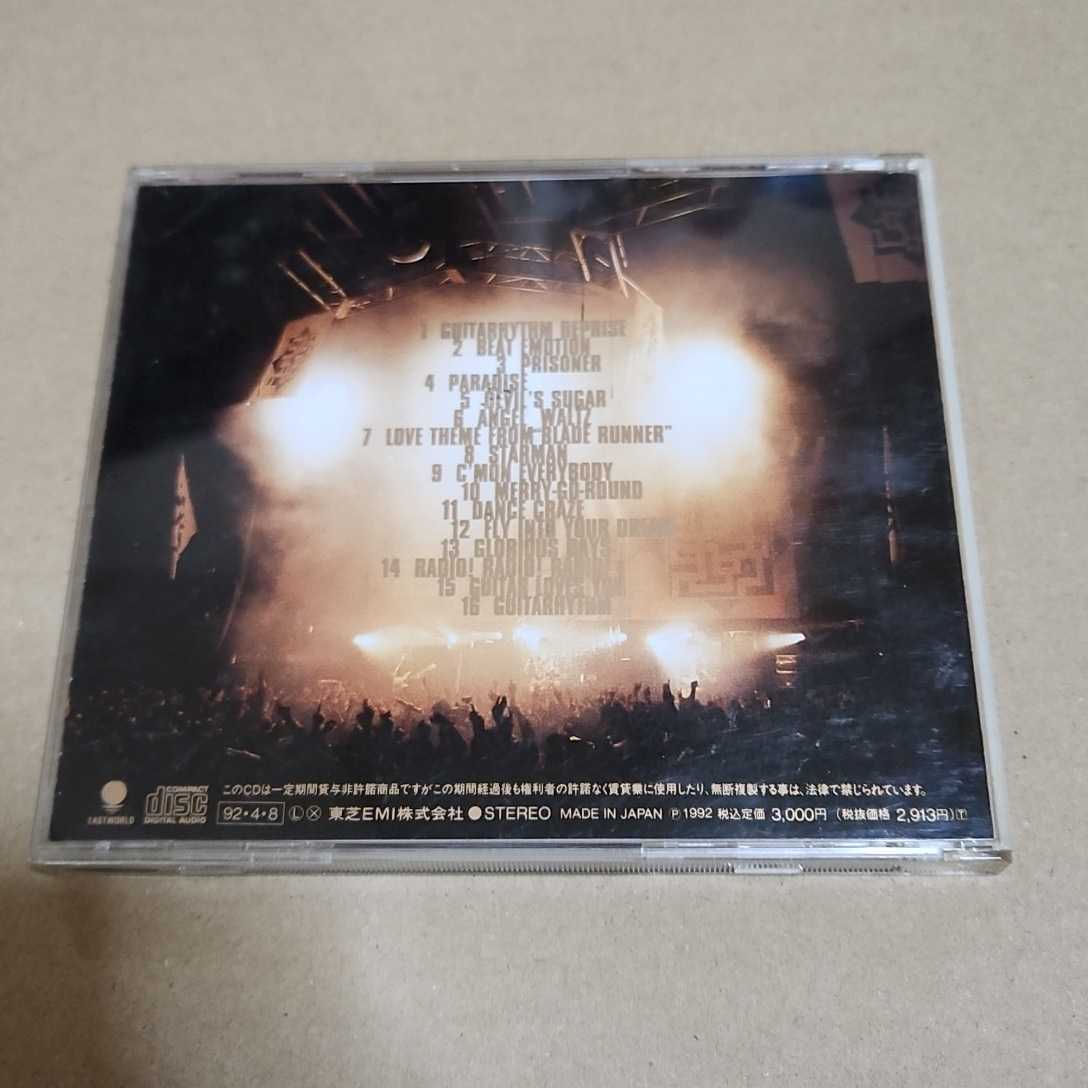 1 GUITARHYTHM REPRISE
2 BEAT EMOTION
3 PRISONER
4 PARADISE
5 DEVIL'S SUGAR
6 ANGEL WALTZ
7 LOVE THEME FROM "BLADE RUNNER"
8 STARMAN
9 C'MON EVERYBODY
10 MERRY-GO-ROUND
11 DANCE CRAZE
12 FLY INTO YOUR DREAM
13 GLORIOUS DAYS
14 RADIO! RADIO! RADIO!
15 GUITAR LOVES YOU
16 GUITARHYTHM
このCDは一定期間貸与非許諾商品ですがこの期間経過後も権利者の許諾なく賃貸業に使用したり、無断複製する事は、法律で禁じられています。
EASTWORLD COMPACT disc DIGITAL AUDIO 92・4・8 Ⓛ Ⓧ 東芝EMI株式会社 ●STEREO MADE IN JAPAN Ⓟ 1992 税込定価 3,000円 (税抜価格 2,913円)Ⓣ